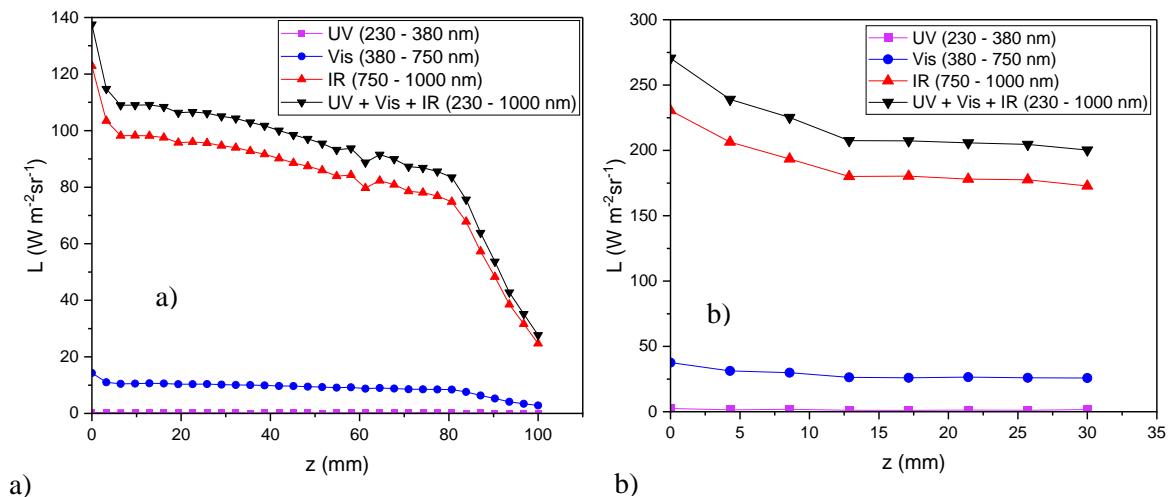 140
120
100
80
60
40
20
0
L (W m⁻²sr⁻¹)
UV (230 - 380 nm)
Vis (380 - 750 nm)
IR (750 - 1000 nm)
UV + Vis + IR (230 - 1000 nm)
a)
0 20 40 60 80 100
z (mm)
a)
300
250
200
150
100
50
0
L (W m⁻²sr⁻¹)
UV (230 - 380 nm)
Vis (380 - 750 nm)
IR (750 - 1000 nm)
UV + Vis + IR (230 - 1000 nm)
b)
0 5 10 15 20 25 30 35
z (mm)
b)